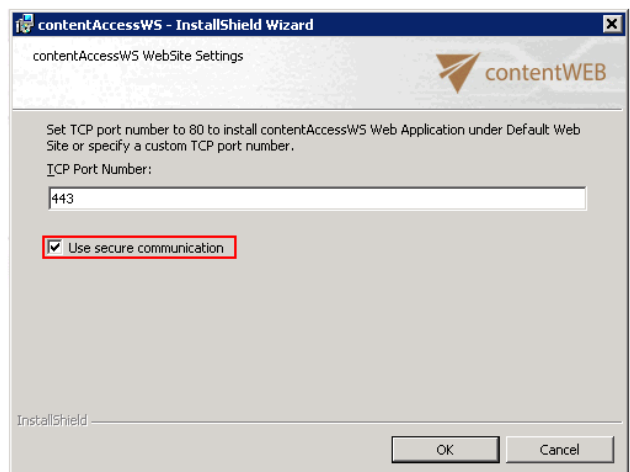 contentAccessWS - InstallShield Wizard
contentAccessWS WebSite Settings
contentWEB
Set TCP port number to 80 to install contentAccessWS Web Application under Default Web
Site or specify a custom TCP port number.
TCP Port Number:
443
Use secure communication
InstallShield
OK Cancel